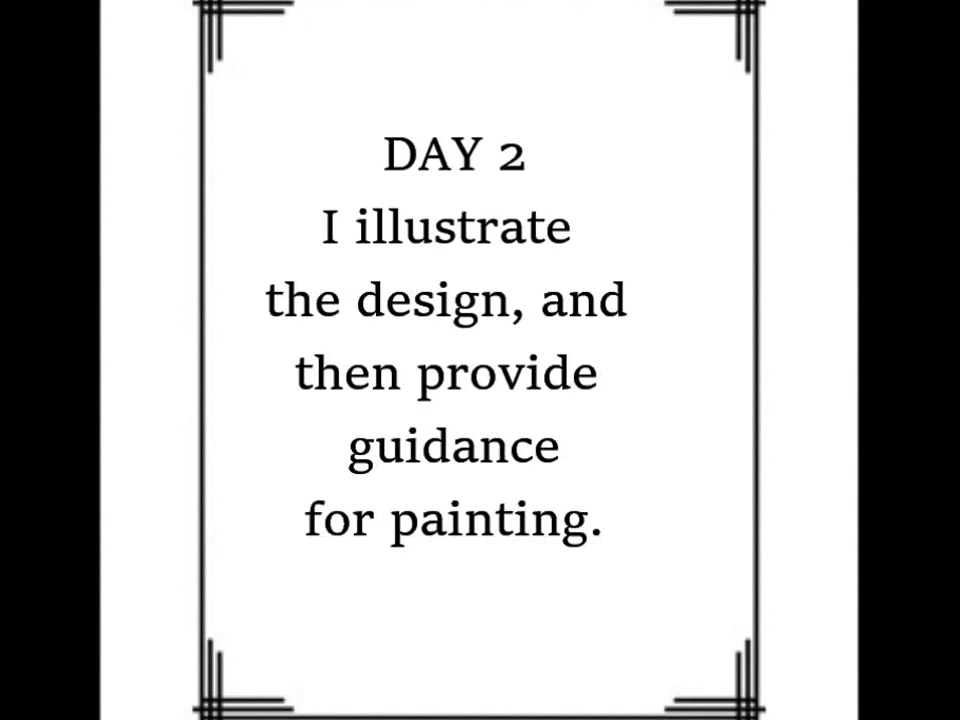 DAY 2
I illustrate
the design, and
then provide
guidance
for painting.